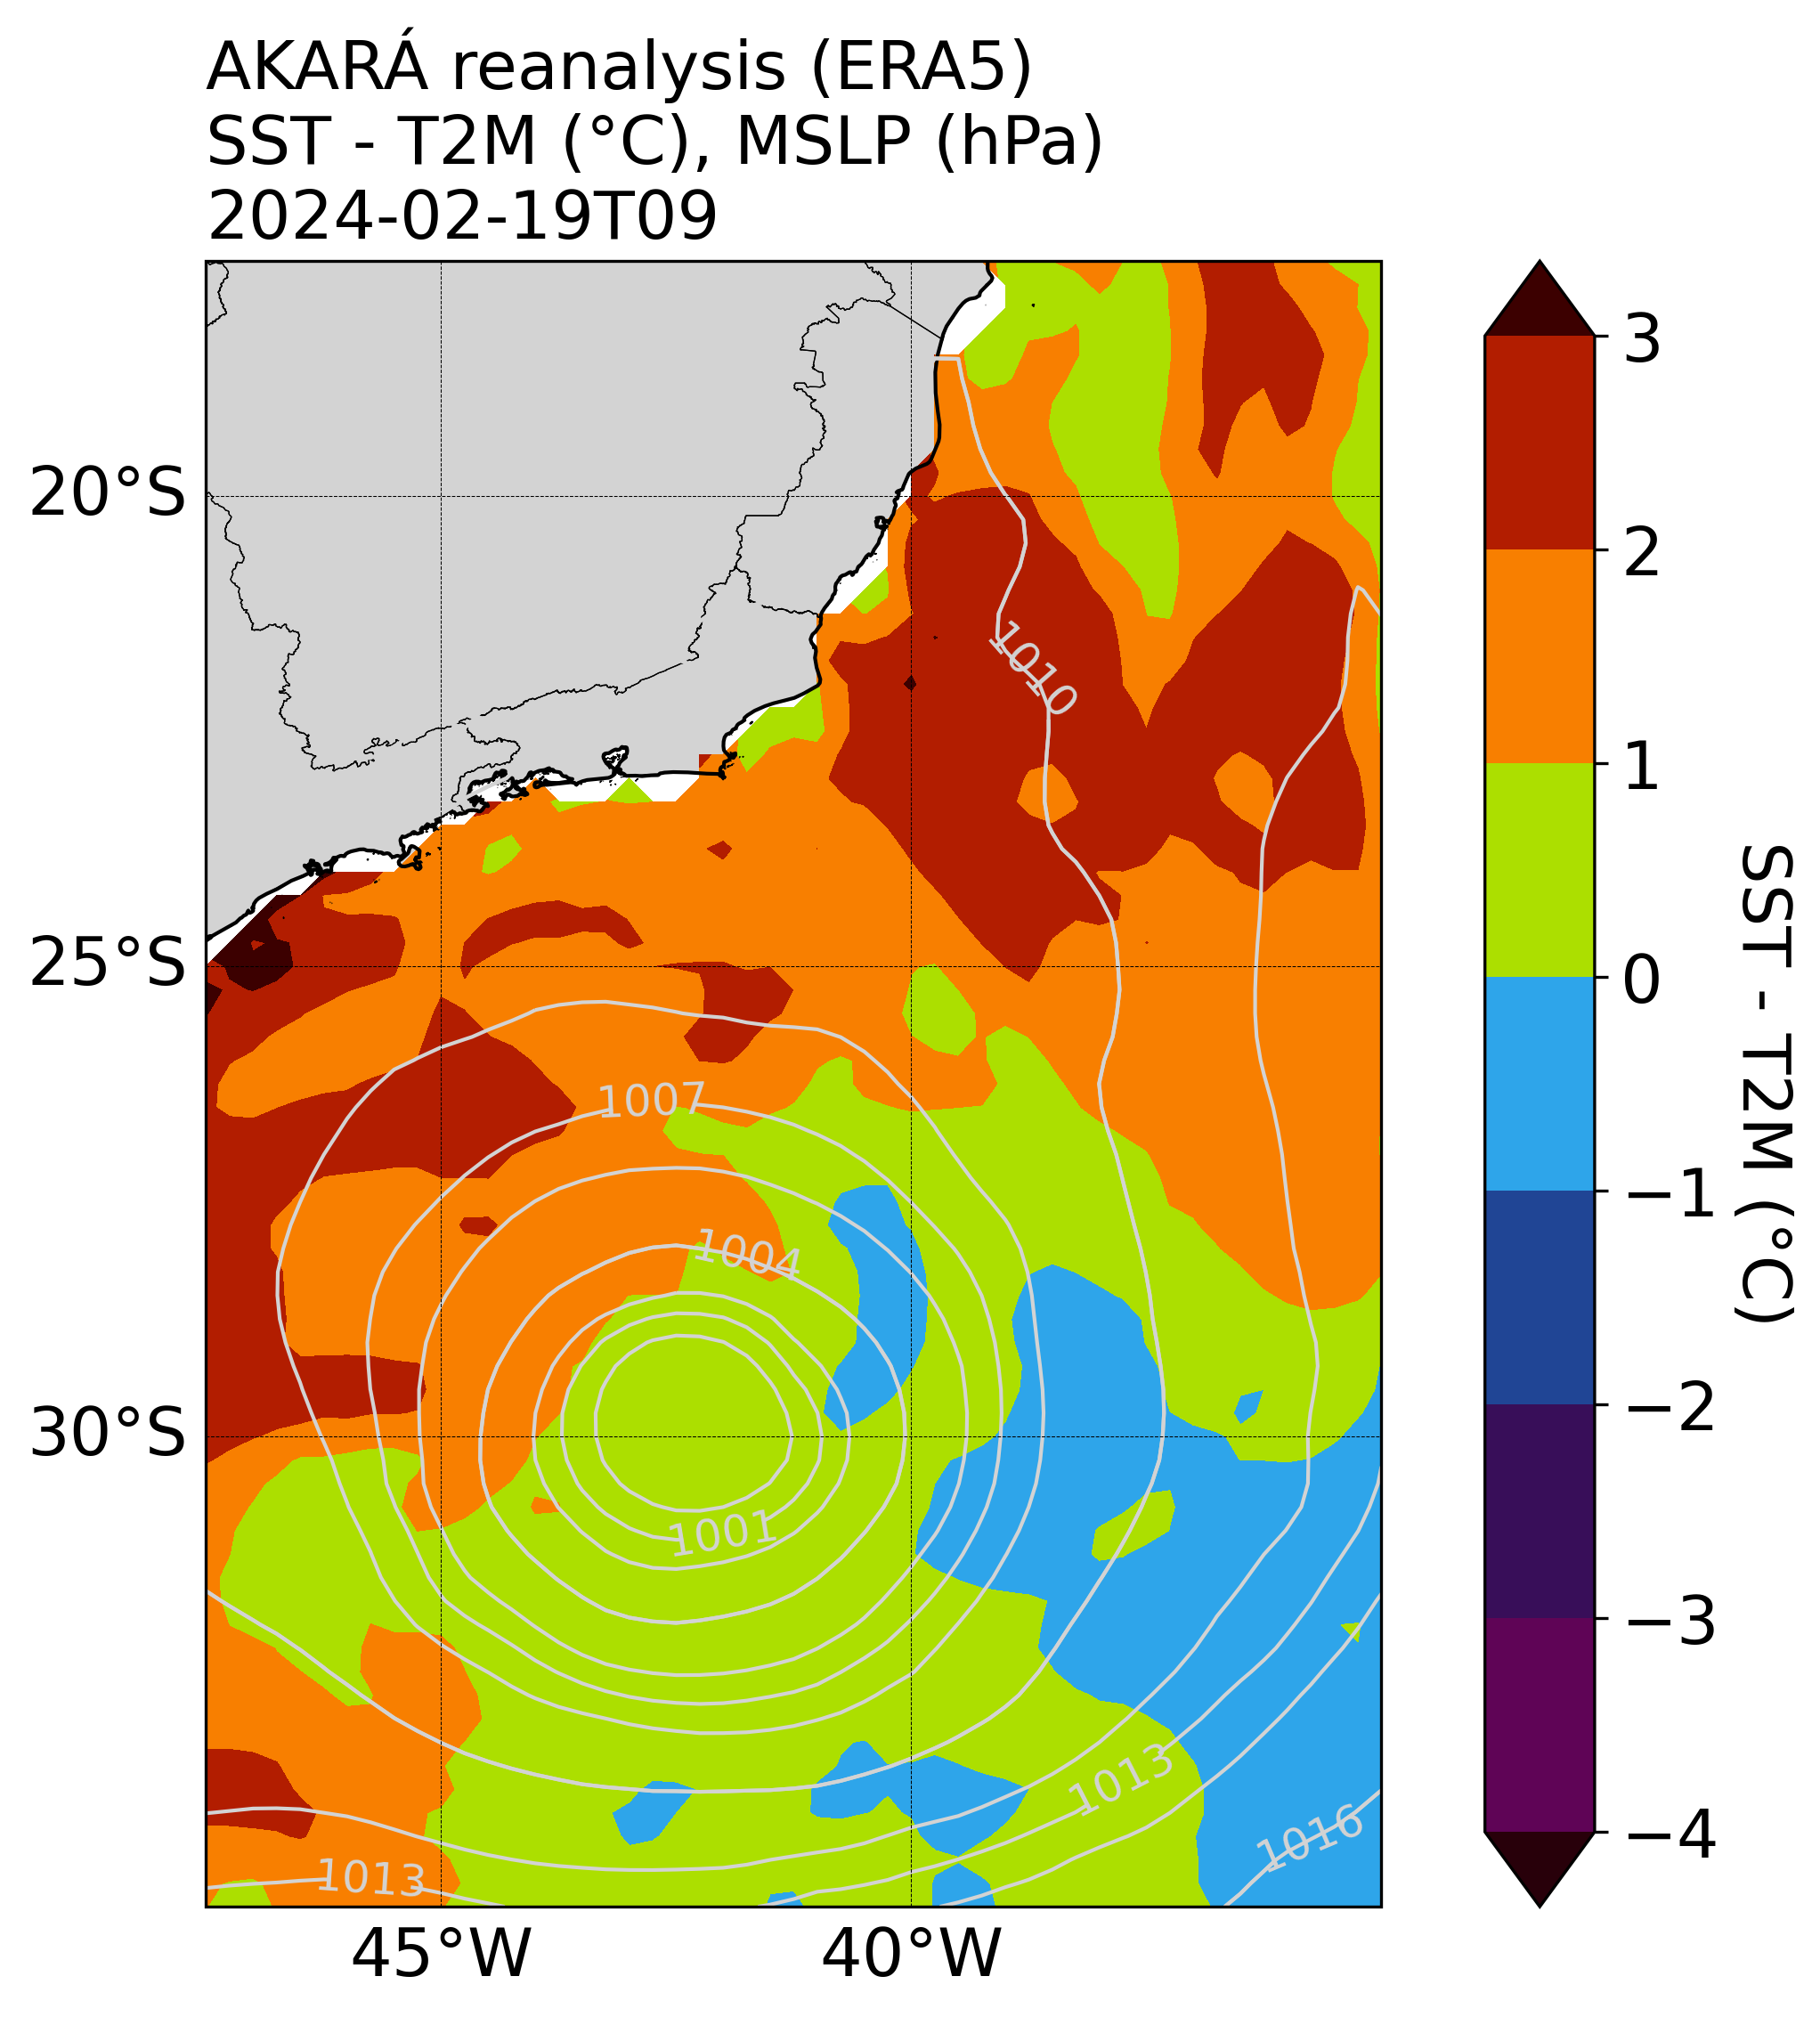 AKARÁ reanalysis (ERA5)
SST - T2M (°C), MSLP (hPa)
2024-02-19T09
20°S
25°S
30°S
45°W
40°W
1010
1007
1004
1001
1013
1016
1013
3
2
1
0
−1
−2
−3
−4
SST - T2M (°C)